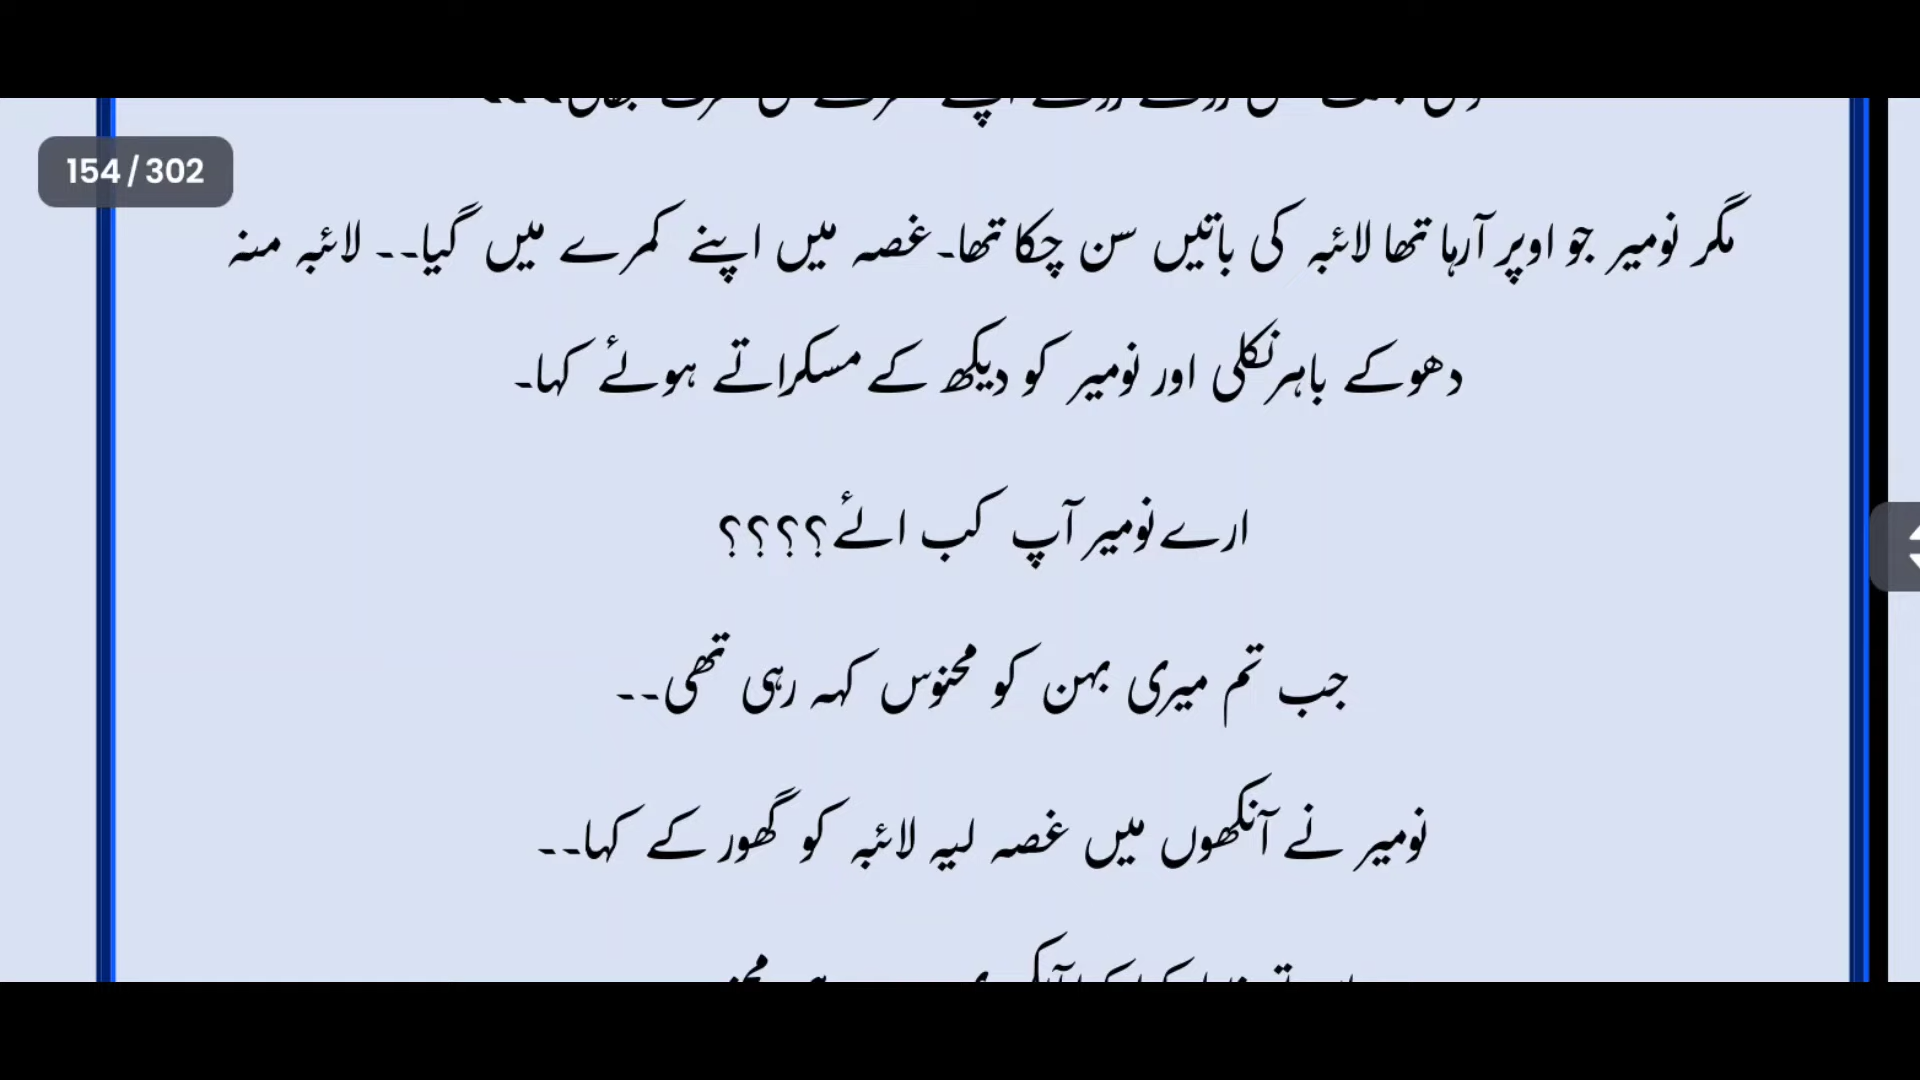 154/302
مگر نومیر جو اوپر آرہا تھا لائبہ کی باتیں سن چکا تھا۔غصہ میں اپنے کمرے میں گیا۔۔ لائبہ منہ
دھوکے باہر نکلی اور نومیر کو دیکھ کے مسکراتے ہوئے کہا۔
ارے نومیر آپ کب ائے؟؟؟؟
جب تم میری بہن کو منحوس کہہ رہی تھی۔۔
نومیر نے آنکھوں میں غصہ لیہ لائبہ کو گھور کے کہا۔۔